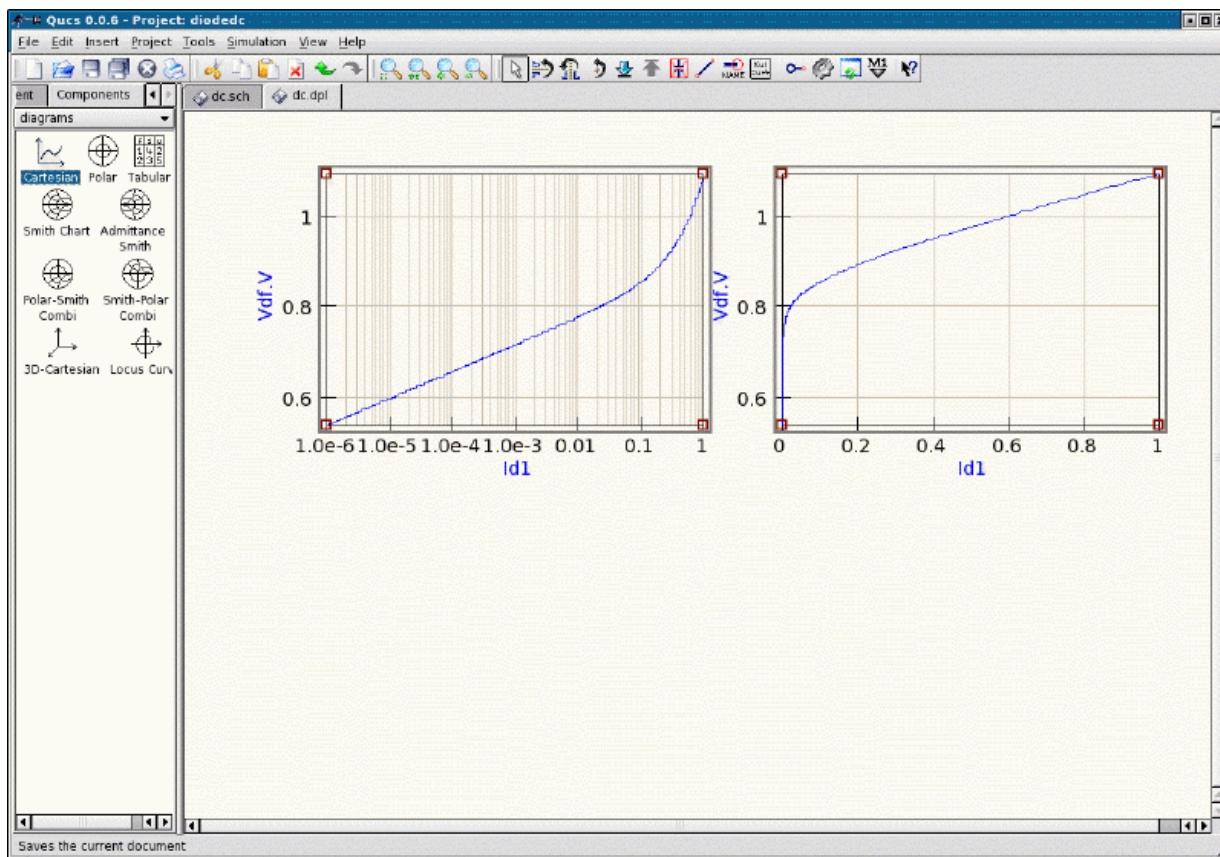 Qucs 0.0.6 - Project: diodedc
File Edit Insert Project Tools Simulation View Help
NAME
M1
ent Components
dc.sch dc.dpl
diagrams
Cartesian Polar Tabular
Smith Chart Admittance
Smith
Polar-Smith Smith-Polar
Combi Combi
3D-Cartesian Locus Curv
Vdf.V
1
0.8
0.6
1.0e-6 1.0e-5 1.0e-4 1.0e-3 0.01 0.1 1
Id1
Vdf.V
1
0.8
0.6
0 0.2 0.4 0.6 0.8 1
Id1
Saves the current document